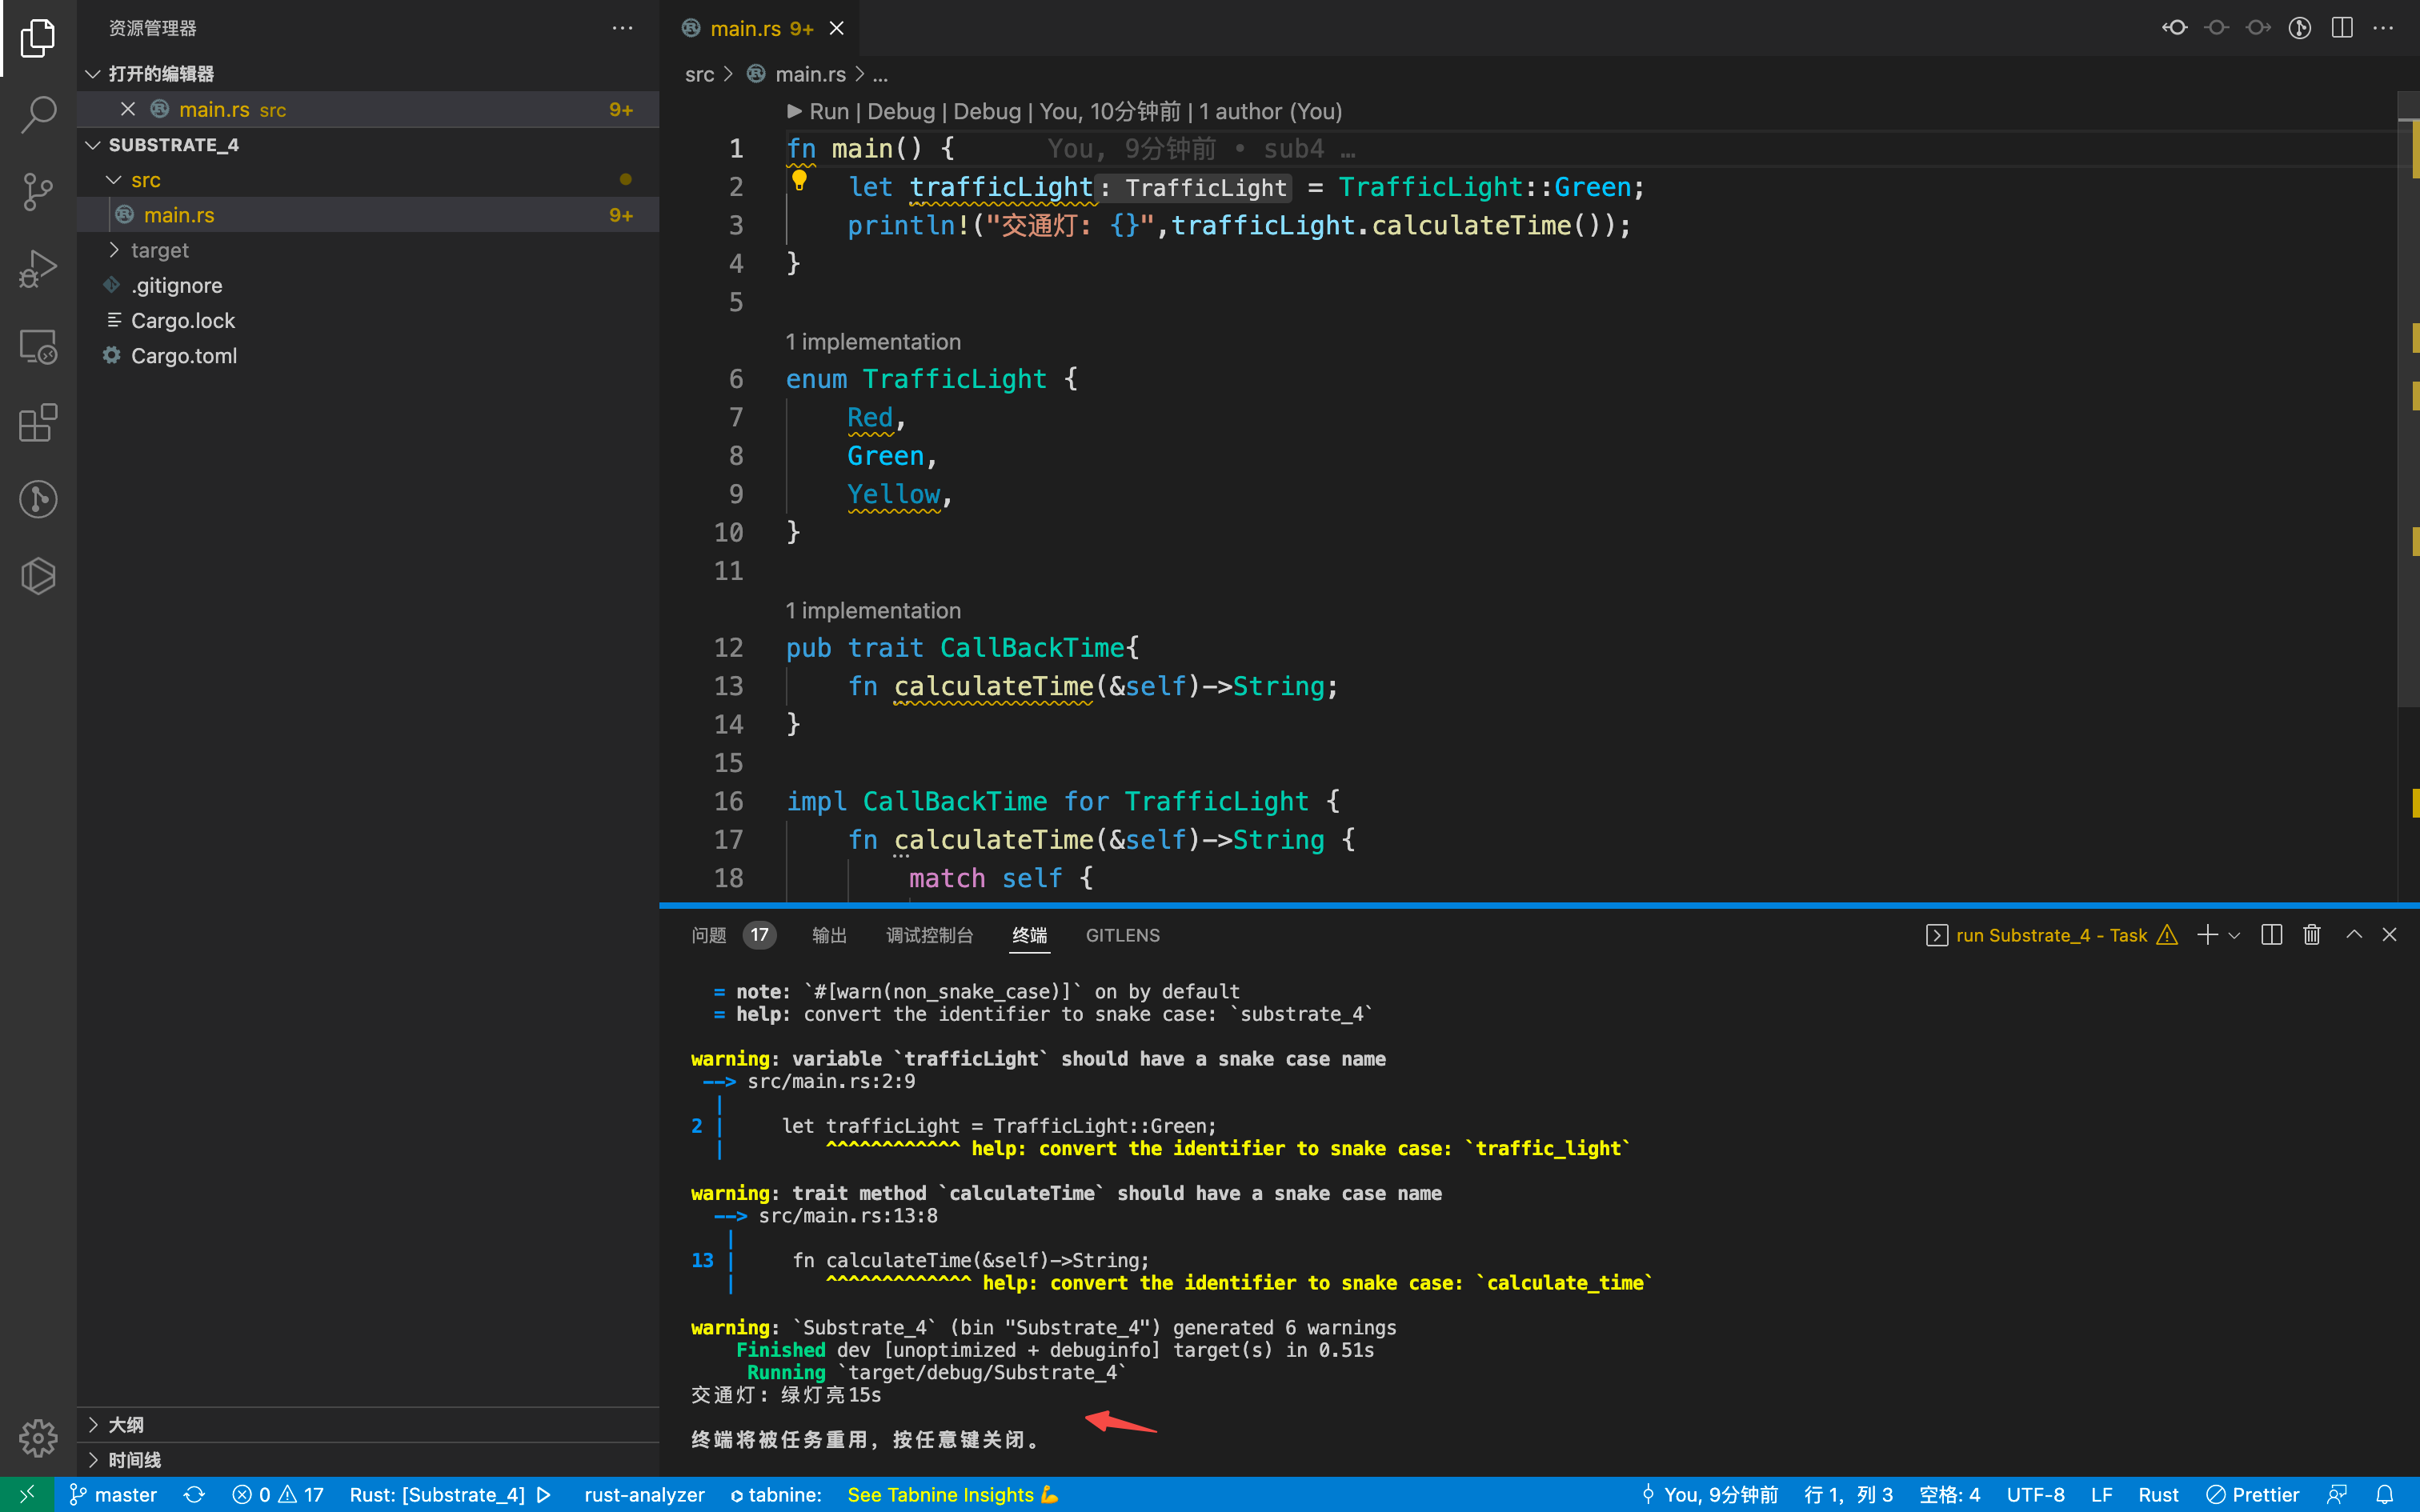 资源管理器
打开的编辑器
main.rs src 9+
SUBSTRATE_4
src
main.rs 9+
target
.gitignore
Cargo.lock
Cargo.toml
大纲
时间线
main.rs 9+
src > main.rs > ...
Run | Debug | Debug | You, 10分钟前 | 1 author (You)
1 fn main() { You, 9分钟前 • sub4 …
2 let trafficLight: TrafficLight = TrafficLight::Green;
3 println!("交通灯: {}",trafficLight.calculateTime());
4 }
5
1 implementation
6 enum TrafficLight {
7 Red,
8 Green,
9 Yellow,
10 }
11
1 implementation
12 pub trait CallBackTime{
13 fn calculateTime(&self)->String;
14 }
15
16 impl CallBackTime for TrafficLight {
17 fn calculateTime(&self)->String {
18 match self {
问题 17 输出 调试控制台 终端 GITLENS
run Substrate_4 - Task
= note: `#[warn(non_snake_case)]` on by default
= help: convert the identifier to snake case: `substrate_4`
warning: variable `trafficLight` should have a snake case name
--> src/main.rs:2:9
|
2 | let trafficLight = TrafficLight::Green;
| ^^^^^^^^^^^^ help: convert the identifier to snake case: `traffic_light`
warning: trait method `calculateTime` should have a snake case name
--> src/main.rs:13:8
|
13 | fn calculateTime(&self)->String;
| ^^^^^^^^^^^^^ help: convert the identifier to snake case: `calculate_time`
warning: `Substrate_4` (bin "Substrate_4") generated 6 warnings
Finished dev [unoptimized + debuginfo] target(s) in 0.51s
Running `target/debug/Substrate_4`
交通灯: 绿灯亮15s
终端将被任务重用，按任意键关闭。
master 0 17 Rust: [Substrate_4] rust-analyzer tabnine: See Tabnine Insights 💪 You, 9分钟前 行 1，列 3 空格: 4 UTF-8 LF Rust Prettier